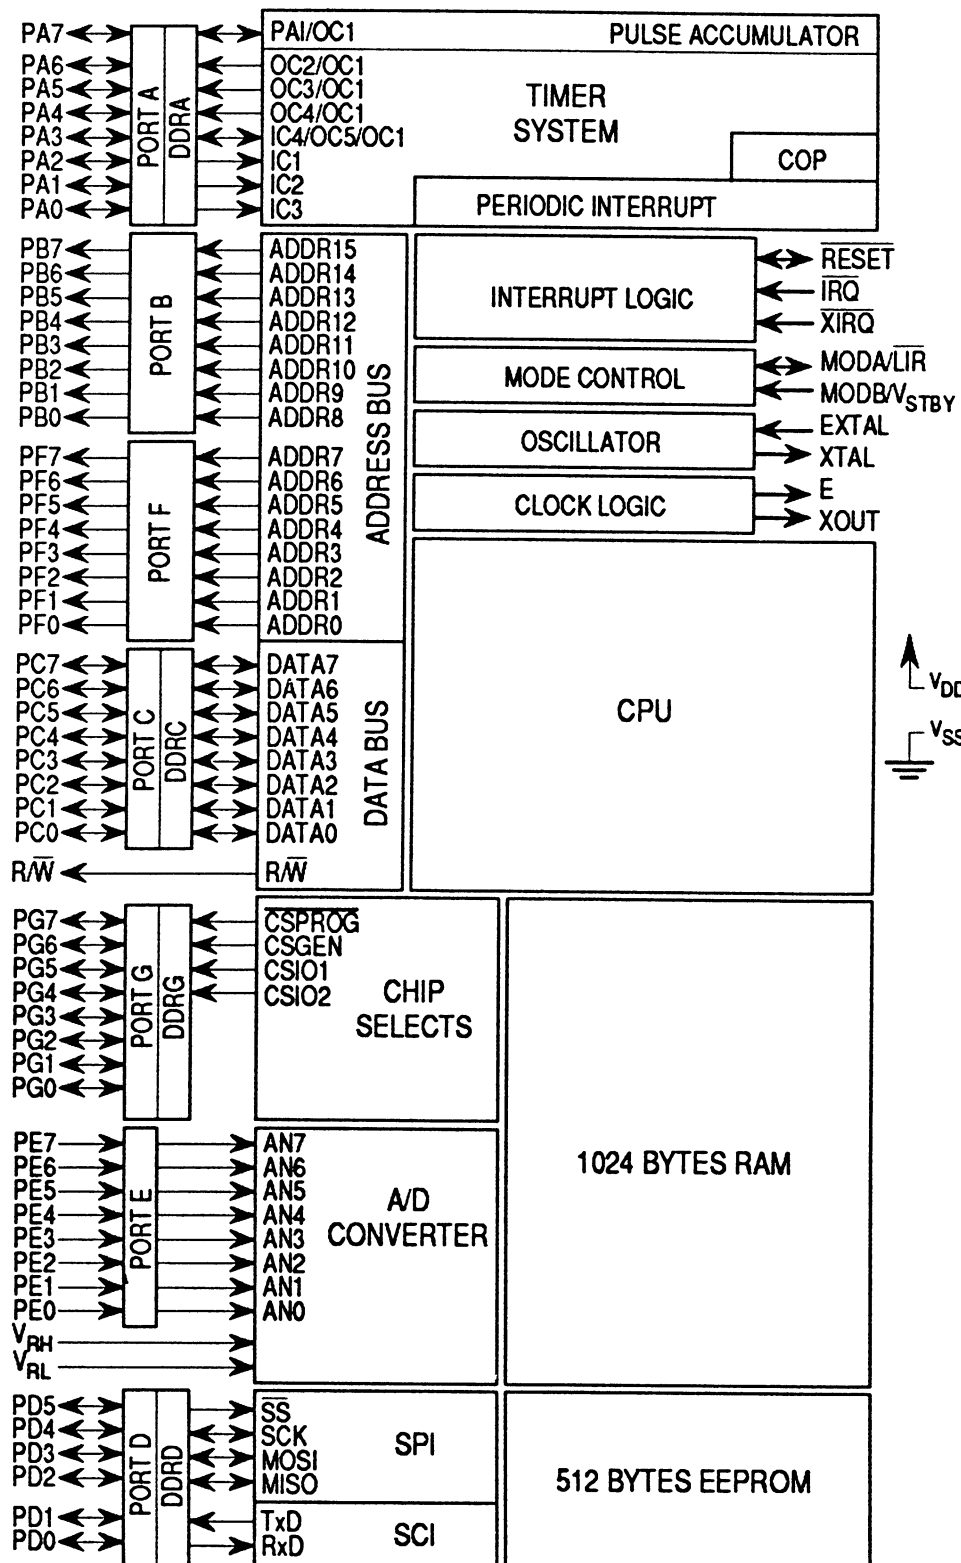 PA7 PAI/OC1 PULSE ACCUMULATOR
PA6 OC2/OC1
PA5 OC3/OC1
PA4 OC4/OC1
PA3 IC4/OC5/OC1
PA2 IC1
PA1 IC2
PA0 IC3
PORT A
DDRA
TIMER
SYSTEM
COP
PERIODIC INTERRUPT
PB7 ADDR15
PB6 ADDR14
PB5 ADDR13
PB4 ADDR12
PB3 ADDR11
PB2 ADDR10
PB1 ADDR9
PB0 ADDR8
PORT B
PF7 ADDR7
PF6 ADDR6
PF5 ADDR5
PF4 ADDR4
PF3 ADDR3
PF2 ADDR2
PF1 ADDR1
PF0 ADDR0
PORT F
ADDRESS BUS
INTERRUPT LOGIC
RESET
IRQ
XIRQ
MODE CONTROL
MODA/LIR
MODB/VSTBY
OSCILLATOR
EXTAL
XTAL
CLOCK LOGIC
E
XOUT
CPU
VDD
VSS
PC7 DATA7
PC6 DATA6
PC5 DATA5
PC4 DATA4
PC3 DATA3
PC2 DATA2
PC1 DATA1
PC0 DATA0
PORT C
DDRC
DATA BUS
R/W R/W
PG7 CSPROG
PG6 CSGEN
PG5 CSIO1
PG4 CSIO2
PG3
PG2
PG1
PG0
PORT G
DDRG
CHIP
SELECTS
1024 BYTES RAM
PE7 AN7
PE6 AN6
PE5 AN5
PE4 AN4
PE3 AN3
PE2 AN2
PE1 AN1
PE0 AN0
PORT E
A/D
CONVERTER
VRH
VRL
PD5 SS
PD4 SCK
PD3 MOSI
PD2 MISO
SPI
PD1 TxD
PD0 RxD
SCI
PORT D
DDRD
512 BYTES EEPROM